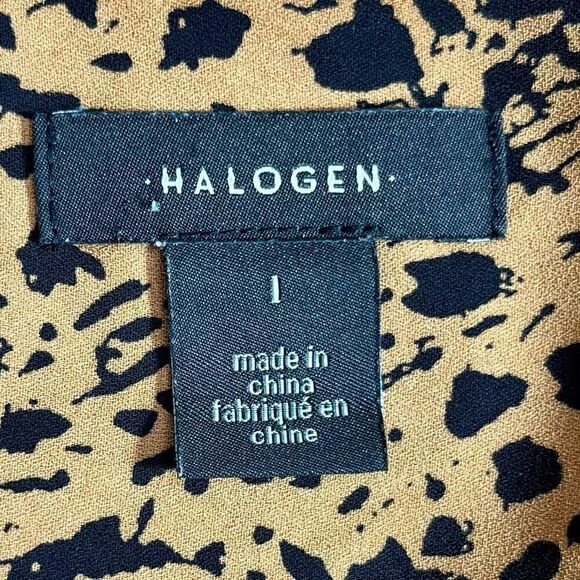 ·HALOGEN·
1
made in
china
fabriqué en
chine